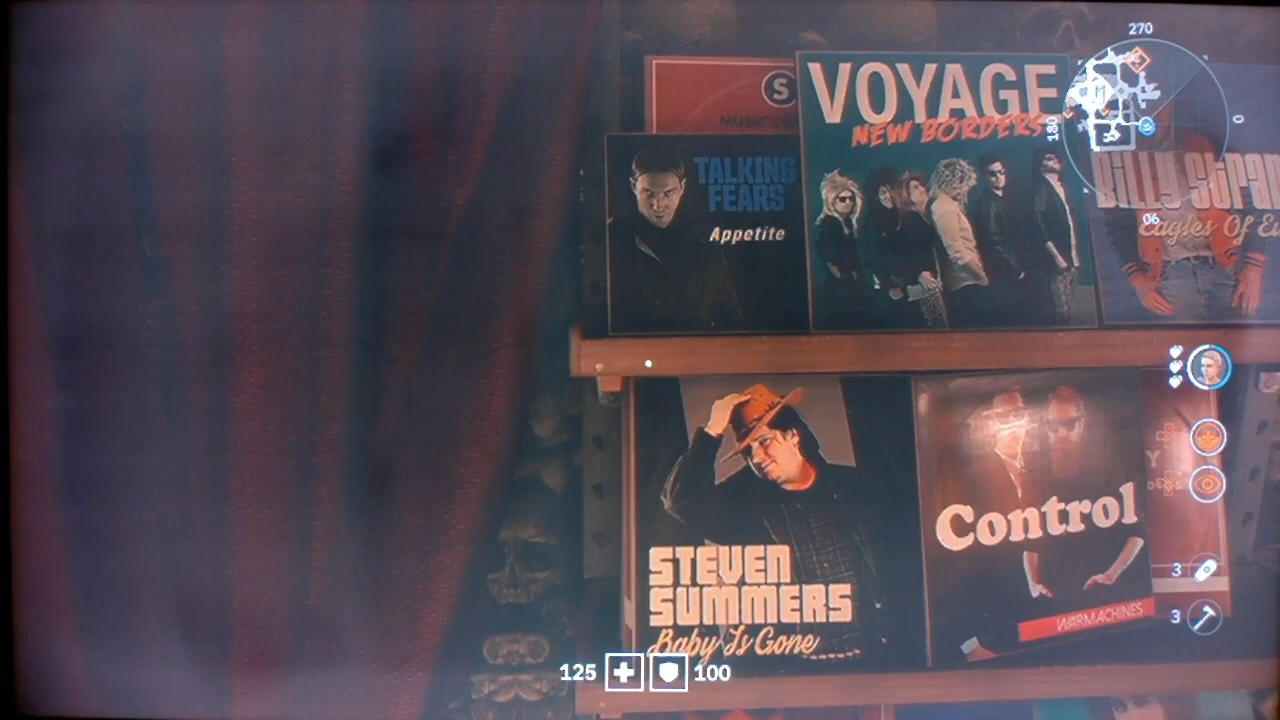 270
S
MUSIC
VOYAGE
NEW BORDERS
180
0
TALKING
FEARS
Appetite
06
Eagles Of
STEVEN
SUMMERS
Baby Is Gone
Control
WARMACHINES
3
3
125
100